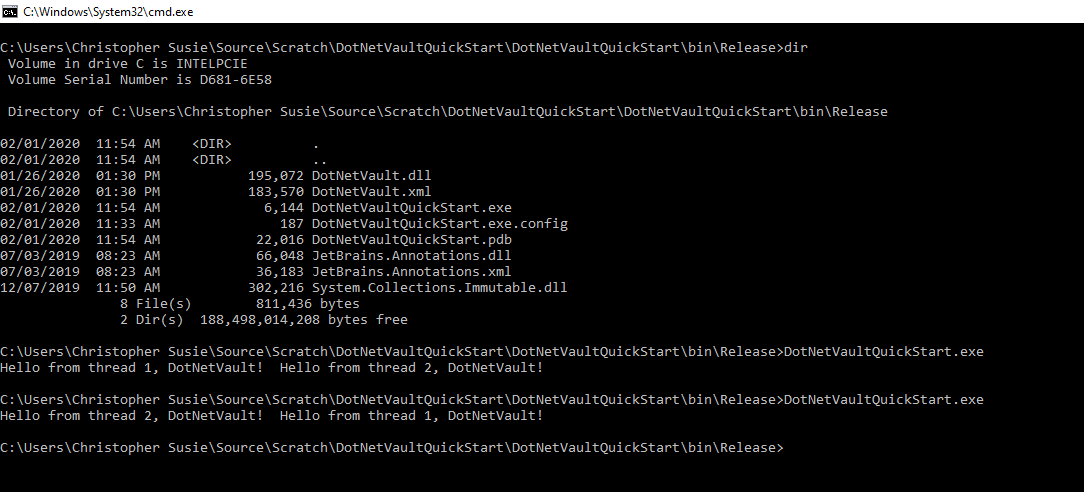 C:\Windows\System32\cmd.exe
C:\Users\Christopher Susie\Source\Scratch\DotNetVaultQuickStart\DotNetVaultQuickStart\bin\Release>dir
 Volume in drive C is INTELPCIE
 Volume Serial Number is D681-6E58
 Directory of C:\Users\Christopher Susie\Source\Scratch\DotNetVaultQuickStart\DotNetVaultQuickStart\bin\Release
02/01/2020  11:54 AM    <DIR>          .
02/01/2020  11:54 AM    <DIR>          ..
01/26/2020  01:30 PM           195,072 DotNetVault.dll
01/26/2020  01:30 PM           183,570 DotNetVault.xml
02/01/2020  11:54 AM             6,144 DotNetVaultQuickStart.exe
02/01/2020  11:33 AM               187 DotNetVaultQuickStart.exe.config
02/01/2020  11:54 AM            22,016 DotNetVaultQuickStart.pdb
07/03/2019  08:23 AM            66,048 JetBrains.Annotations.dll
07/03/2019  08:23 AM            36,183 JetBrains.Annotations.xml
12/07/2019  11:50 AM           302,216 System.Collections.Immutable.dll
               8 File(s)        811,436 bytes
               2 Dir(s)  188,498,014,208 bytes free
C:\Users\Christopher Susie\Source\Scratch\DotNetVaultQuickStart\DotNetVaultQuickStart\bin\Release>DotNetVaultQuickStart.exe
Hello from thread 1, DotNetVault!  Hello from thread 2, DotNetVault!
C:\Users\Christopher Susie\Source\Scratch\DotNetVaultQuickStart\DotNetVaultQuickStart\bin\Release>DotNetVaultQuickStart.exe
Hello from thread 2, DotNetVault!  Hello from thread 1, DotNetVault!
C:\Users\Christopher Susie\Source\Scratch\DotNetVaultQuickStart\DotNetVaultQuickStart\bin\Release>